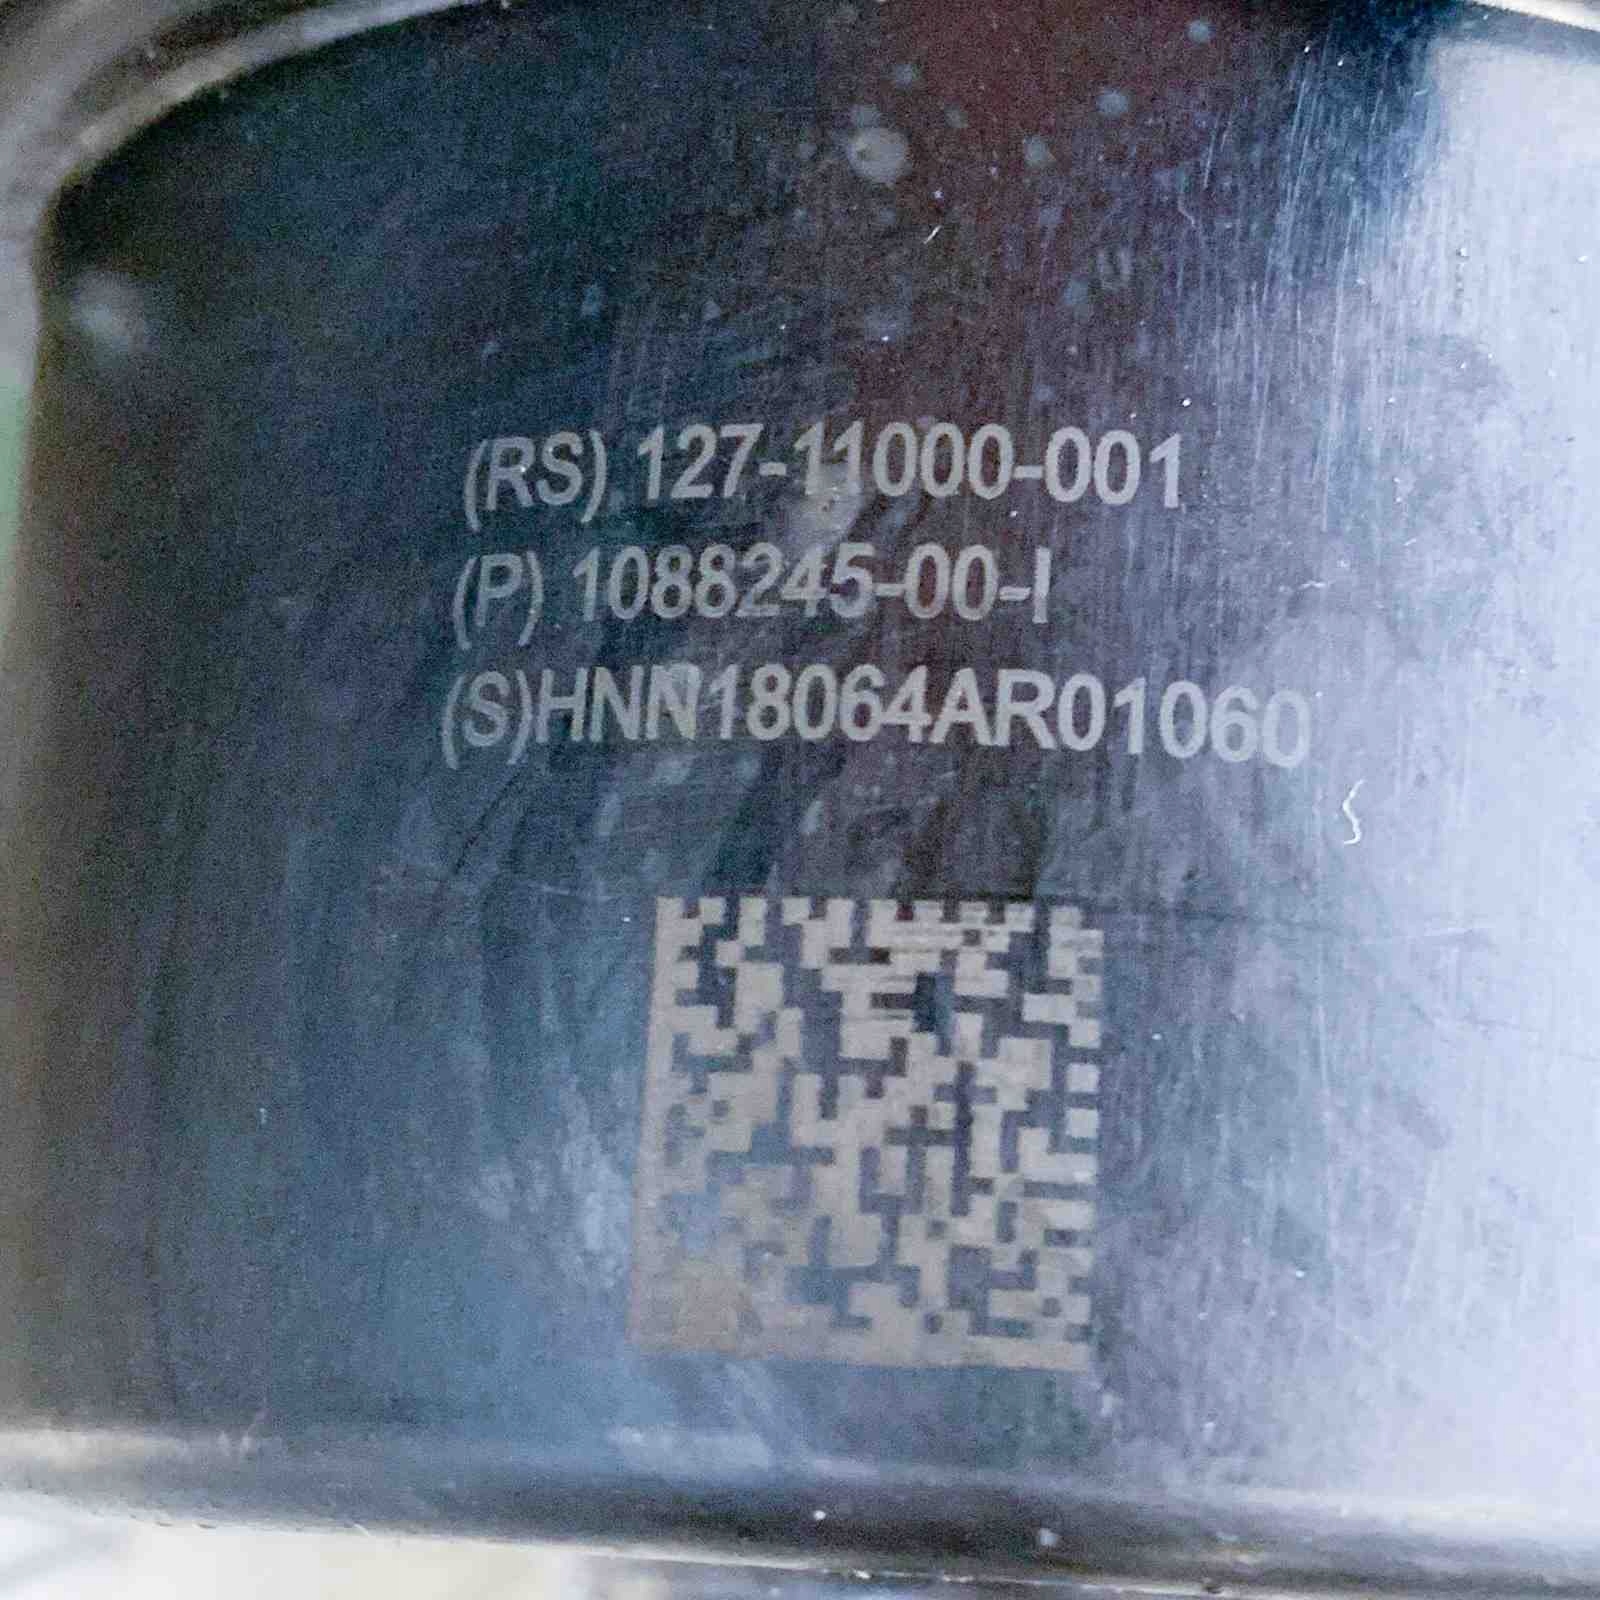 (RS) 127-11000-001
(P) 1088245-00-I
(S)HNN18064AR01060